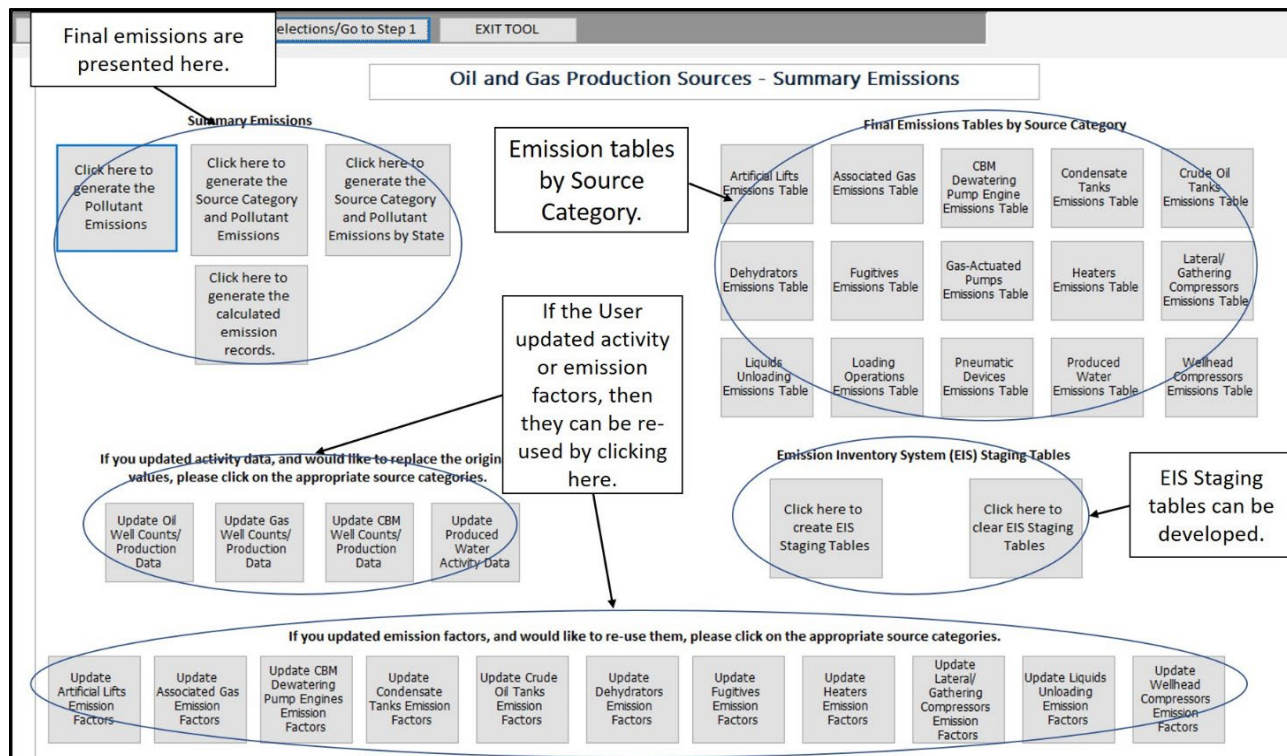 elections/Go to Step 1
EXIT TOOL
Final emissions are
presented here.
Oil and Gas Production Sources - Summary Emissions
Summary Emissions
Click here to
generate the
Pollutant
Emissions
Click here to
generate the
Source Category
and Pollutant
Emissions
Click here to
generate the
Source Category
and Pollutant
Emissions by State
Click here to
generate the
calculated
emission
records.
Emission tables
by Source
Category.
Final Emissions Tables by Source Category
Artificial Lifts
Emissions Table
Associated Gas
Emissions Table
CBM
Dewatering
Pump Engine
Emissions Table
Condensate
Tanks
Emissions Table
Crude Oil
Tanks
Emissions Table
Dehydrators
Emissions Table
Fugitives
Emissions Table
Gas-Actuated
Pumps
Emissions Table
Heaters
Emissions Table
Lateral/
Gathering
Compressors
Emissions Table
Liquids
Unloading
Emissions Table
Loading
Operations
Emissions Table
Pneumatic
Devices
Emissions Table
Produced
Water
Emissions Table
Wellhead
Compressors
Emissions Table
If the User
updated activity
or emission
factors, then
they can be re-
used by clicking
here.
If you updated activity data, and would like to replace the origin
values, please click on the appropriate source categories.
Update Oil
Well Counts/
Production
Data
Update Gas
Well Counts/
Production
Data
Update CBM
Well Counts/
Production
Data
Update
Produced
Water
Activity Data
Emission Inventory System (EIS) Staging Tables
Click here to
create EIS
Staging Tables
Click here to
clear EIS Staging
Tables
EIS Staging
tables can be
developed.
If you updated emission factors, and would like to re-use them, please click on the appropriate source categories.
Update
Artificial Lifts
Emission
Factors
Update
Associated Gas
Emission
Factors
Update CBM
Dewatering
Pump Engines
Emission
Factors
Update
Condensate
Tanks Emission
Factors
Update Crude
Oil Tanks
Emission
Factors
Update
Dehydrators
Emission
Factors
Update
Fugitives
Emission
Factors
Update
Heaters
Emission
Factors
Update
Lateral/
Gathering
Compressors
Emission
Factors
Update Liquids
Unloading
Emission
Factors
Update
Wellhead
Compressors
Emission
Factors